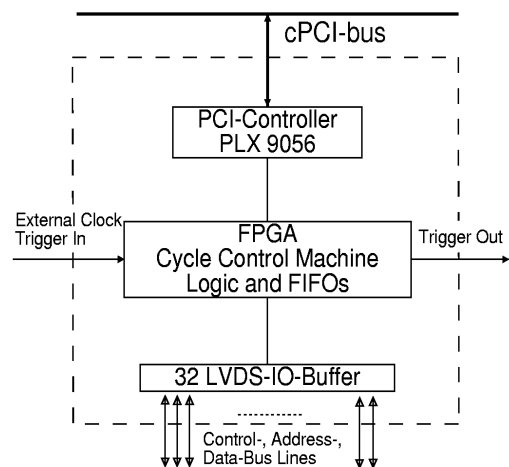 cPCI-bus
PCI-Controller
PLX 9056
External Clock
Trigger In
FPGA
Cycle Control Machine
Logic and FIFOs
Trigger Out
32 LVDS-IO-Buffer
Control-, Address-,
Data-Bus Lines